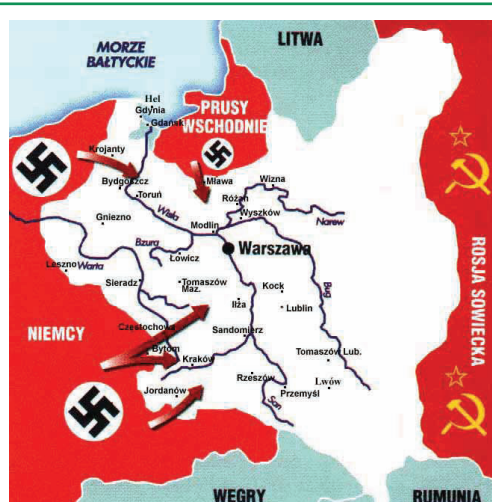 MORZE
BAŁTYCKIE
LITWA
Hel
Gdynia
Gdańsk
PRUSY
WSCHODNIE
Krojanty
Bydgoszcz
Toruń
Mława
Wizna
Różan
Wyszków
Narew
Gniezno
Wisła
Modlin
Bzura
Warszawa
Łowicz
Leszno
Warta
Sieradz
Tomaszów
Maz.
Kock
Bug
ROSJA SOWIECKA
Iłża
Lublin
NIEMCY
Częstochowa
Sandomierz
Bytom
Kraków
Tomaszów Lub.
Rzeszów
Lwów
Jordanów
San
Przemyśl
WĘGRY
RUMUNIA